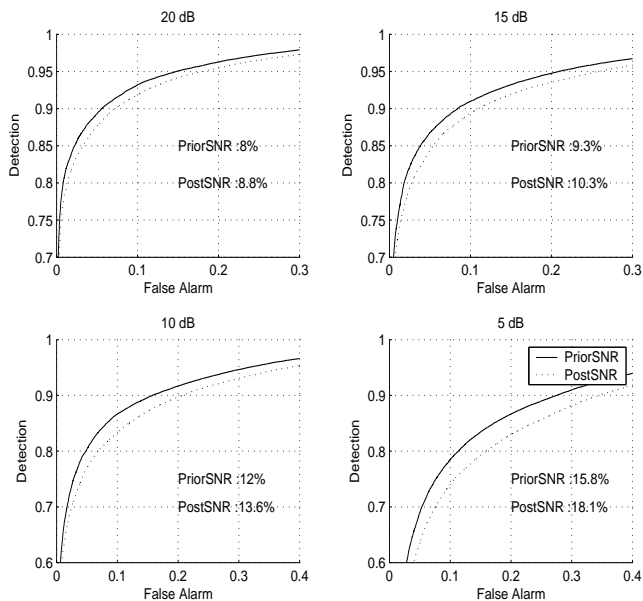 20 dB
1
0.95
0.9
0.85
0.8
0.75
0.7
Detection
PriorSNR :8%
PostSNR :8.8%
0
0.1
0.2
0.3
False Alarm
15 dB
1
0.95
0.9
0.85
0.8
0.75
0.7
Detection
PriorSNR :9.3%
PostSNR :10.3%
0
0.1
0.2
0.3
False Alarm
10 dB
1
0.9
0.8
0.7
0.6
Detection
PriorSNR :12%
PostSNR :13.6%
0
0.1
0.2
0.3
0.4
False Alarm
5 dB
1
0.9
0.8
0.7
0.6
Detection
PriorSNR
PostSNR
PriorSNR :15.8%
PostSNR :18.1%
0
0.1
0.2
0.3
0.4
False Alarm